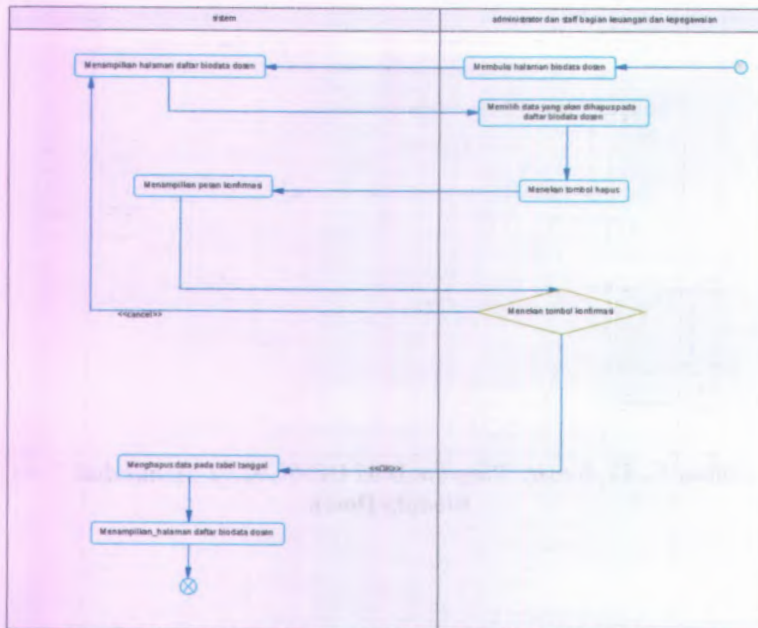 sistem
administrator dan staff bagian keuangan dan kepegawaian
Menampilkan halaman daftar biodata dosen
Membuka halaman biodata dosen
Memilih data yang akan dihapus pada
daftar biodata dosen
Menampilkan pesan konfirmasi
Menekan tombol hapus
<<cancel>>
Menekan tombol konfirmasi
Menghapus data pada tabel tanggal
<<OK>>
Menampilkan_halaman daftar biodata dosen